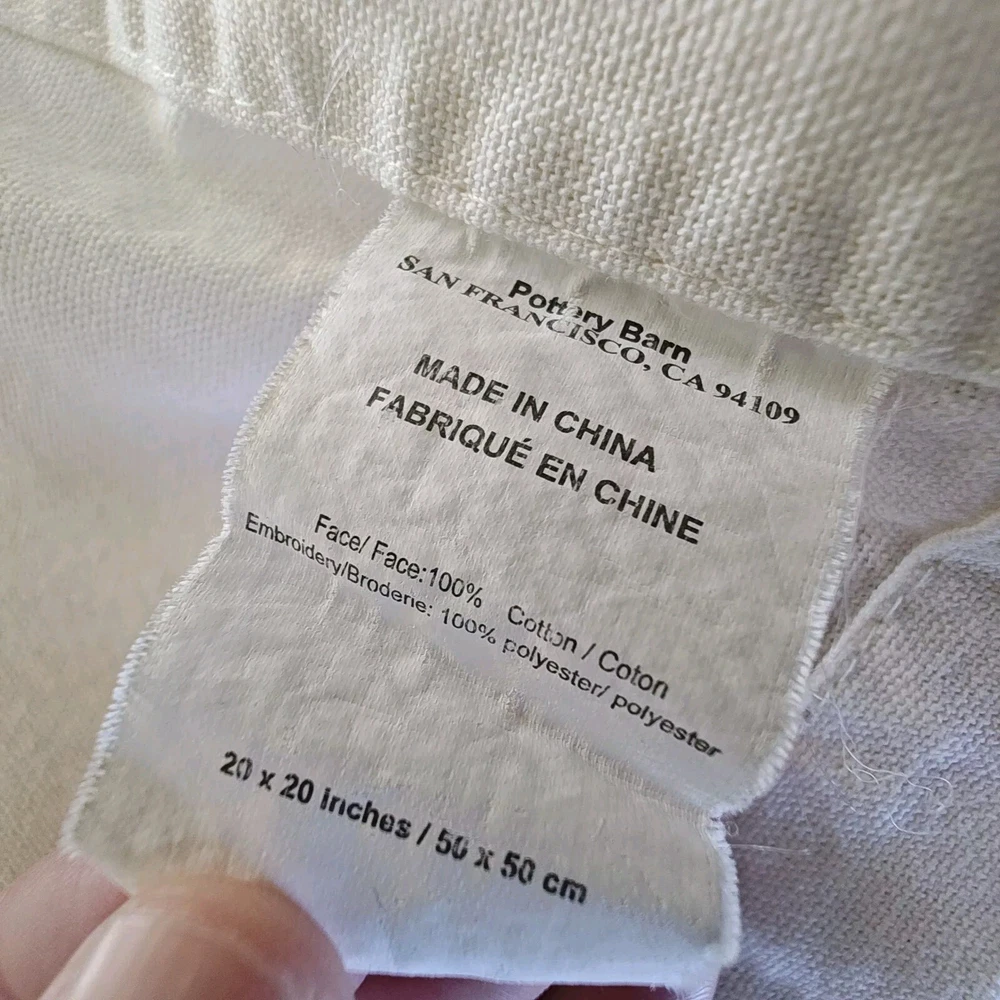 Pottery Barn
SAN FRANCISCO, CA 94109
MADE IN CHINA
FABRIQUÉ EN CHINE
Face/ Face:100% Cotton / Coton
Embroidery/Broderie: 100% polyester/ polyester
20 x 20 inches / 50 x 50 cm